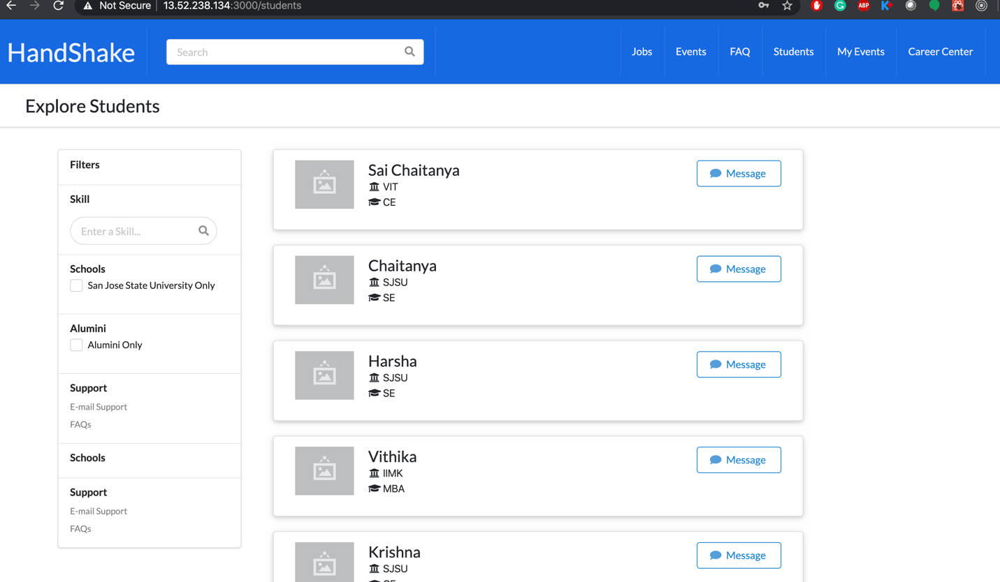 Not Secure | 13.52.238.134:3000/students
HandShake
Search
Jobs
Events
FAQ
Students
My Events
Career Center
Explore Students
Filters
Skill
Enter a Skill...
Schools
San Jose State University Only
Alumini
Alumini Only
Support
E-mail Support
FAQs
Schools
Support
E-mail Support
FAQs
Sai Chaitanya
VIT
CE
Message
Chaitanya
SJSU
SE
Message
Harsha
SJSU
SE
Message
Vithika
IIMK
MBA
Message
Krishna
SJSU
Message
G
ABP
K